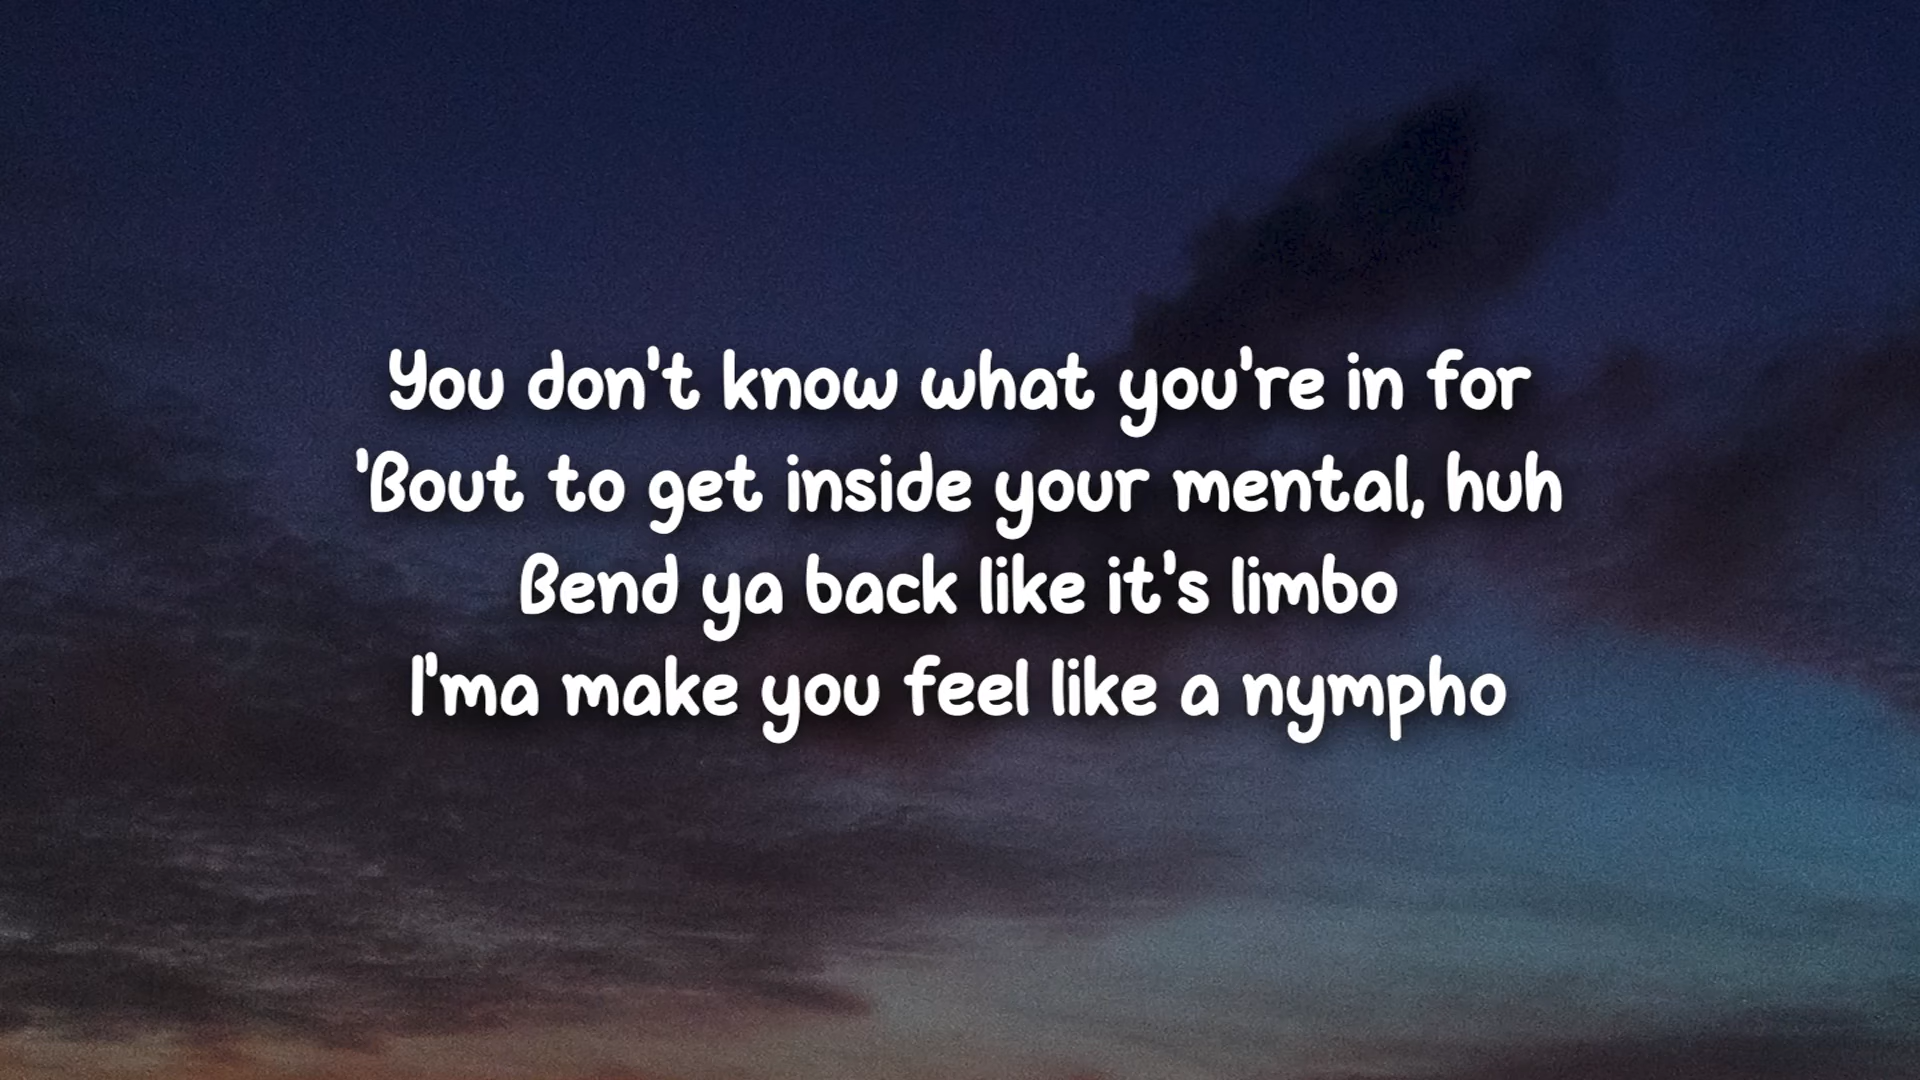 You don't know what you're in for
'Bout to get inside your mental, huh
Bend ya back like it's limbo
I'ma make you feel like a nympho